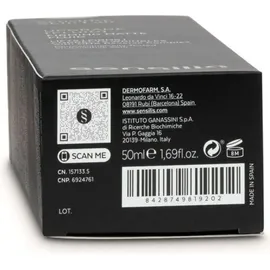 DERMOFARM, S.A.
Leonardo da Vinci 16-22
08191 Rubí (Barcelona) Spain
www.sensilis.com
ISTITUTO GANASSINI S.p.A.
di Ricerche Biochimiche
Via P. Gaggia 16
20139 - Milano. Italy
SCAN ME
50ml℮ 1,69fl.oz.
EM
CN. 157133.5
CNP. 6924761
8428749819202
MADE IN SPAIN
LOT.